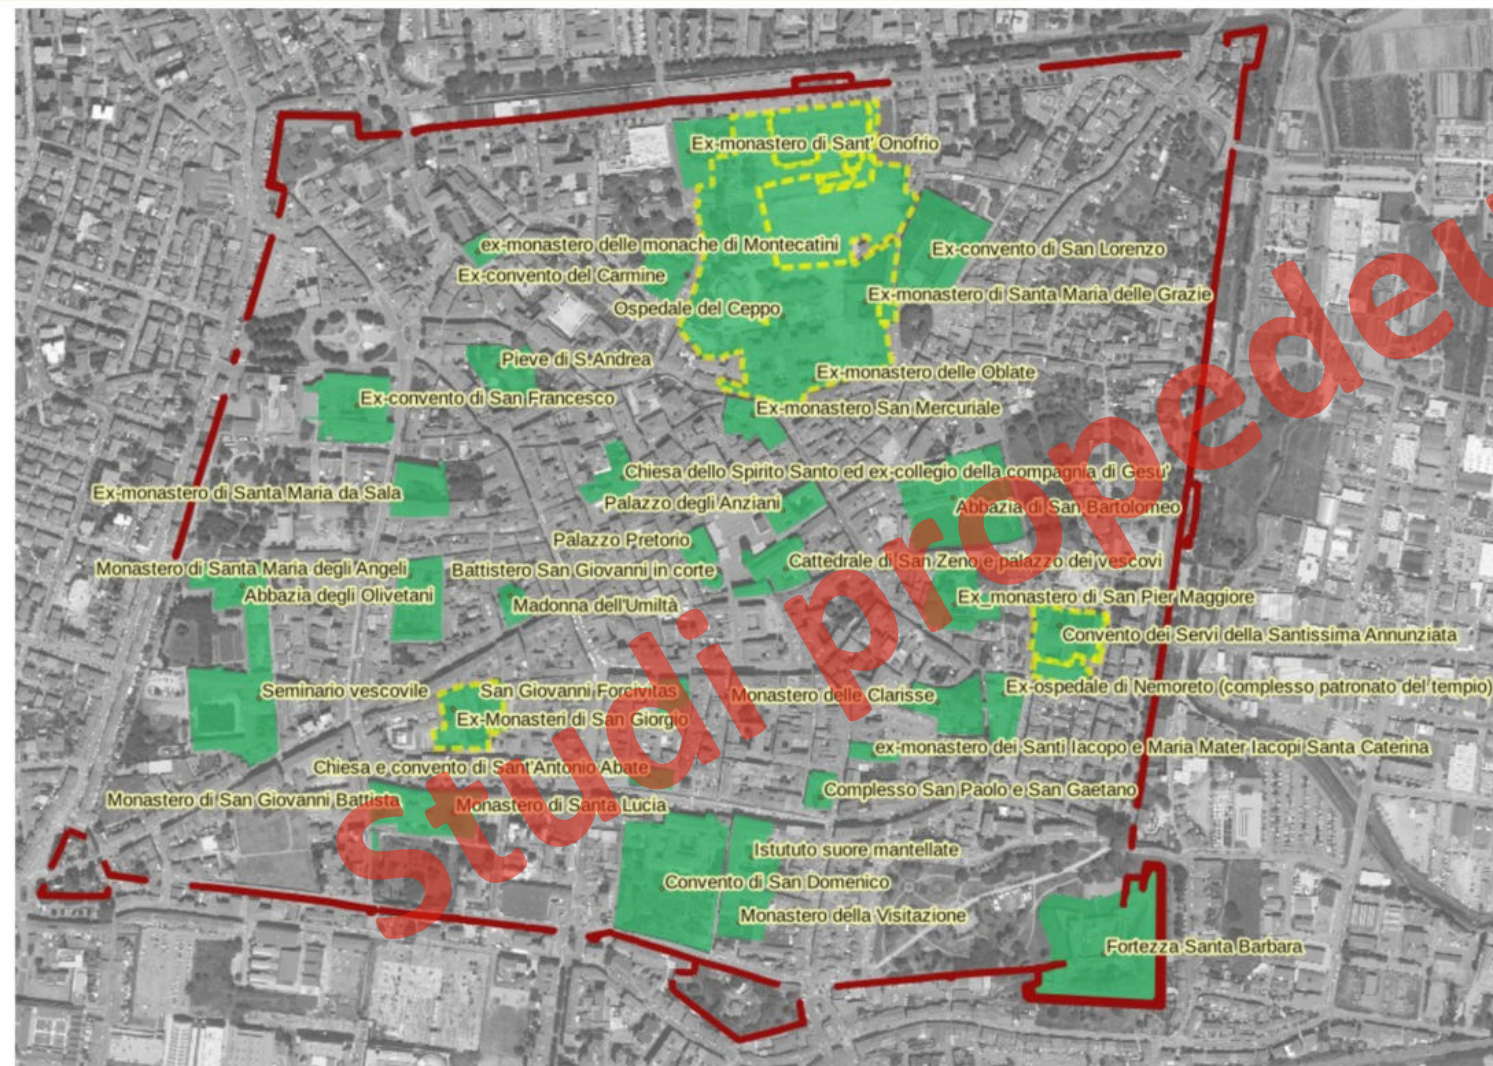 Ex-monastero di Sant' Onofrio
ex-monastero delle monache di Montecatini
Ex-convento di San Lorenzo
Ex-convento del Carmine
Ex-monastero di Santa Maria delle Grazie
Ospedale del Ceppo
Pieve di S.Andrea
Ex-monastero delle Oblate
Ex-convento di San Francesco
Ex-monastero San Mercuriale
Chiesa dello Spirito Santo ed ex-collegio della compagnia di Gesu'
Ex-monastero di Santa Maria da Sala
Palazzo degli Anziani
Abbazia di San Bartolomeo
Palazzo Pretorio
Cattedrale di San Zeno e palazzo dei vescovi
Monastero di Santa Maria degli Angeli
Battistero San Giovanni in corte
Abbazia degli Olivetani
Ex_monastero di San Pier Maggiore
Madonna dell'Umiltà
Convento dei Servi della Santissima Annunziata
Seminario vescovile
San Giovanni Forcivitas
Monastero delle Clarisse
Ex-ospedale di Nemoreto (complesso patronato del tempio)
Ex-Monasteri di San Giorgio
ex-monastero dei Santi Iacopo e Maria Mater Iacopi Santa Caterina
Chiesa e convento di Sant'Antonio Abate
Complesso San Paolo e San Gaetano
Monastero di San Giovanni Battista
Monastero di Santa Lucia
Istututo suore mantellate
Convento di San Domenico
Monastero della Visitazione
Fortezza Santa Barbara
Studi propedeu